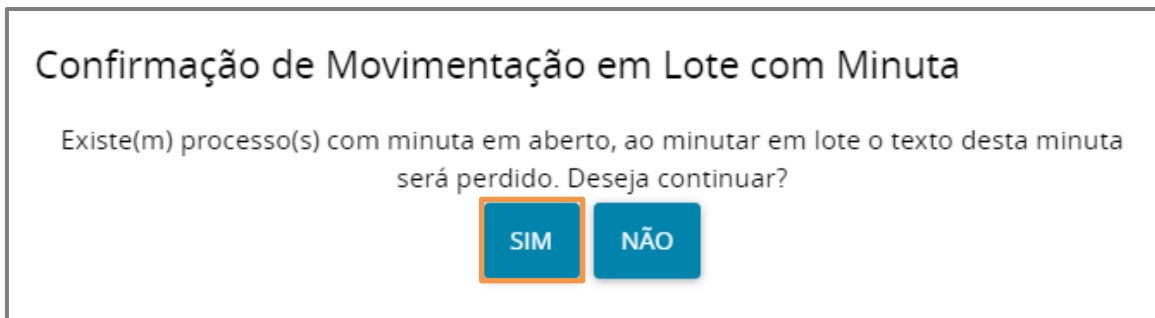 Confirmação de Movimentação em Lote com Minuta
Existe(m) processo(s) com minuta em aberto, ao minutar em lote o texto desta minuta
será perdido. Deseja continuar?
SIM NÃO